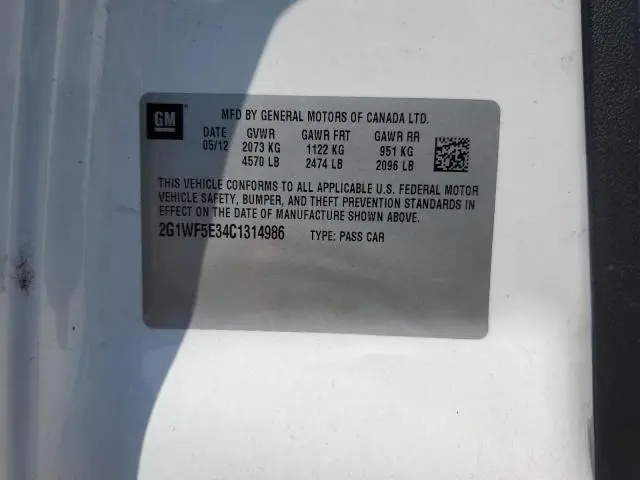 GM
MFD BY GENERAL MOTORS OF CANADA LTD.
DATE GVWR GAWR FRT GAWR RR
05/12 2073 KG 1122 KG 951 KG
4570 LB 2474 LB 2096 LB
THIS VEHICLE CONFORMS TO ALL APPLICABLE U.S. FEDERAL MOTOR
VEHICLE SAFETY, BUMPER, AND THEFT PREVENTION STANDARDS
IN EFFECT ON THE DATE OF MANUFACTURE SHOWN ABOVE.
2G1WF5E34C1314986 TYPE: PASS CAR